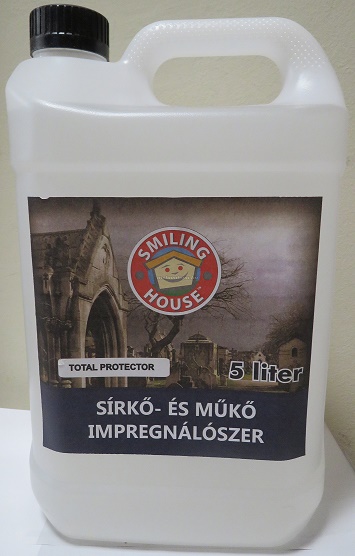 SMILING
HOUSE
TOTAL PROTECTOR
5 liter
SÍRKŐ- ÉS MŰKŐ
IMPREGNÁLÓSZER